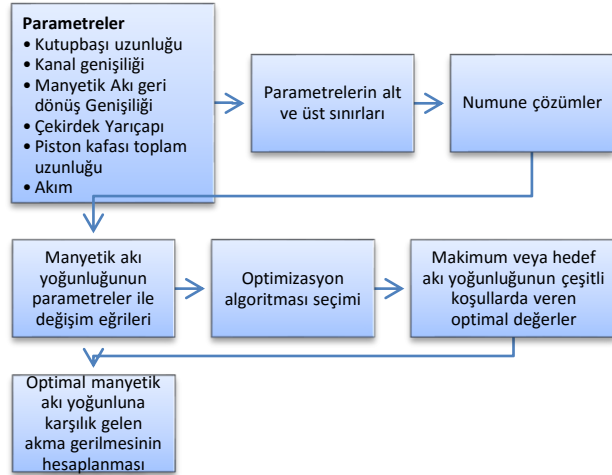 Parametreler
• Kutupbaşı uzunluğu
• Kanal genişiliği
• Manyetik Akı geri
dönüş Genişiliği
• Çekirdek Yarıçapı
• Piston kafası toplam
uzunluğu
• Akım
Parametrelerin alt
ve üst sınırları
Numune çözümler
Manyetik akı
yoğunluğunun
parametreler ile
değişim eğrileri
Optimizasyon
algoritması seçimi
Makimum veya hedef
akı yoğunluğunun çeşitli
koşullarda veren
optimal değerler
Optimal manyetik
akı yoğunluna
karşılık gelen
akma gerilmesinin
hesaplanması